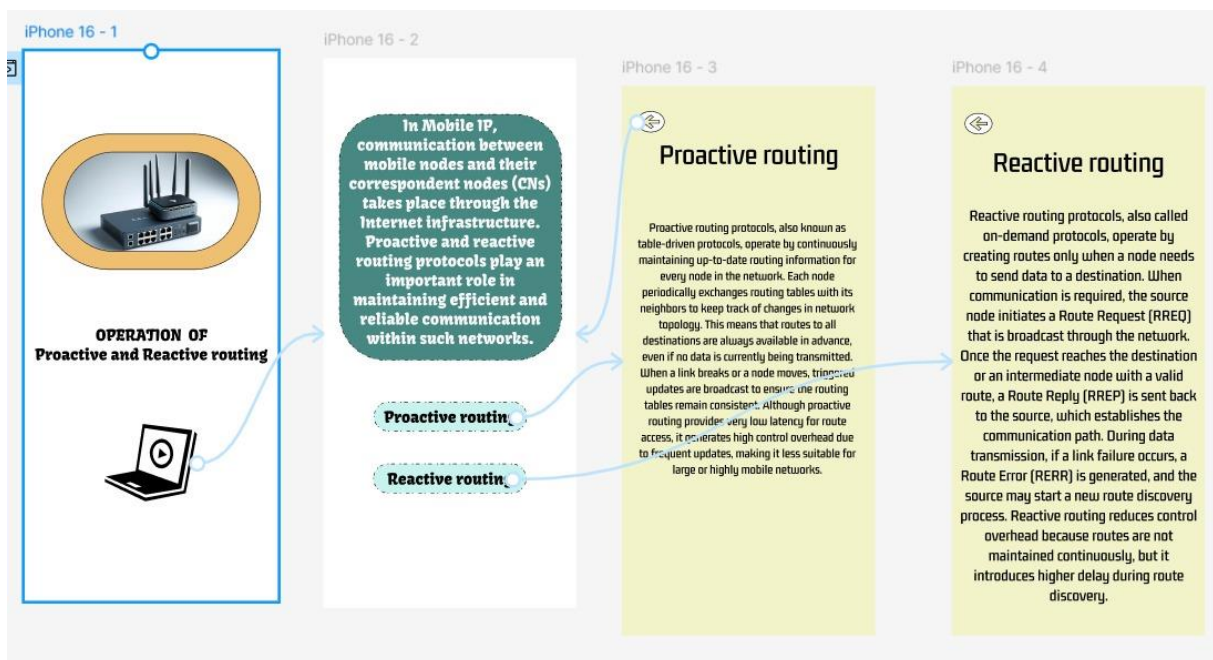 iPhone 16 - 1
OPERATION OF
Proactive and Reactive routing
iPhone 16 - 2
In Mobile IP,
communication between
mobile nodes and their
correspondent nodes (CNs)
takes place through the
Internet infrastructure.
Proactive and reactive
routing protocols play an
important role in
maintaining efficient and
reliable communication
within such networks.
Proactive routing
Reactive routing
iPhone 16 - 3
Proactive routing
Proactive routing protocols, also known as
table-driven protocols, operate by continuously
maintaining up-to-date routing information for
every node in the network. Each node
periodically exchanges routing tables with its
neighbors to keep track of changes in network
topology. This means that routes to all
destinations are always available in advance,
even if no data is currently being transmitted.
When a link breaks or a node moves, triggered
updates are broadcast to ensure the routing
tables remain consistent. Although proactive
routing provides very low latency for route
access, it generates high control overhead due
to frequent updates, making it less suitable for
large or highly mobile networks.
iPhone 16 - 4
Reactive routing
Reactive routing protocols, also called
on-demand protocols, operate by
creating routes only when a node needs
to send data to a destination. When
communication is required, the source
node initiates a Route Request (RREQ)
that is broadcast through the network.
Once the request reaches the destination
or an intermediate node with a valid
route, a Route Reply (RREP) is sent back
to the source, which establishes the
communication path. During data
transmission, if a link failure occurs, a
Route Error (RERR) is generated, and the
source may start a new route discovery
process. Reactive routing reduces control
overhead because routes are not
maintained continuously, but it
introduces higher delay during route
discovery.